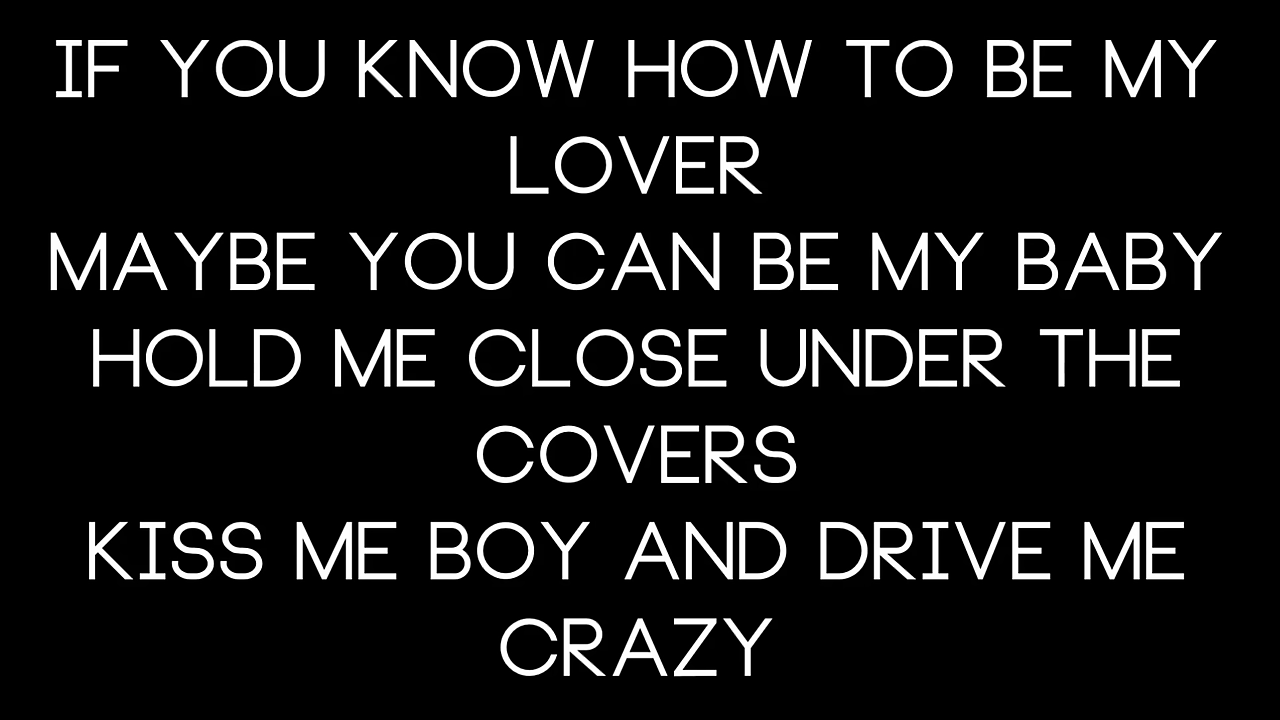 IF YOU KNOW HOW TO BE MY
LOVER
MAYBE YOU CAN BE MY BABY
HOLD ME CLOSE UNDER THE
COVERS
KISS ME BOY AND DRIVE ME
CRAZY